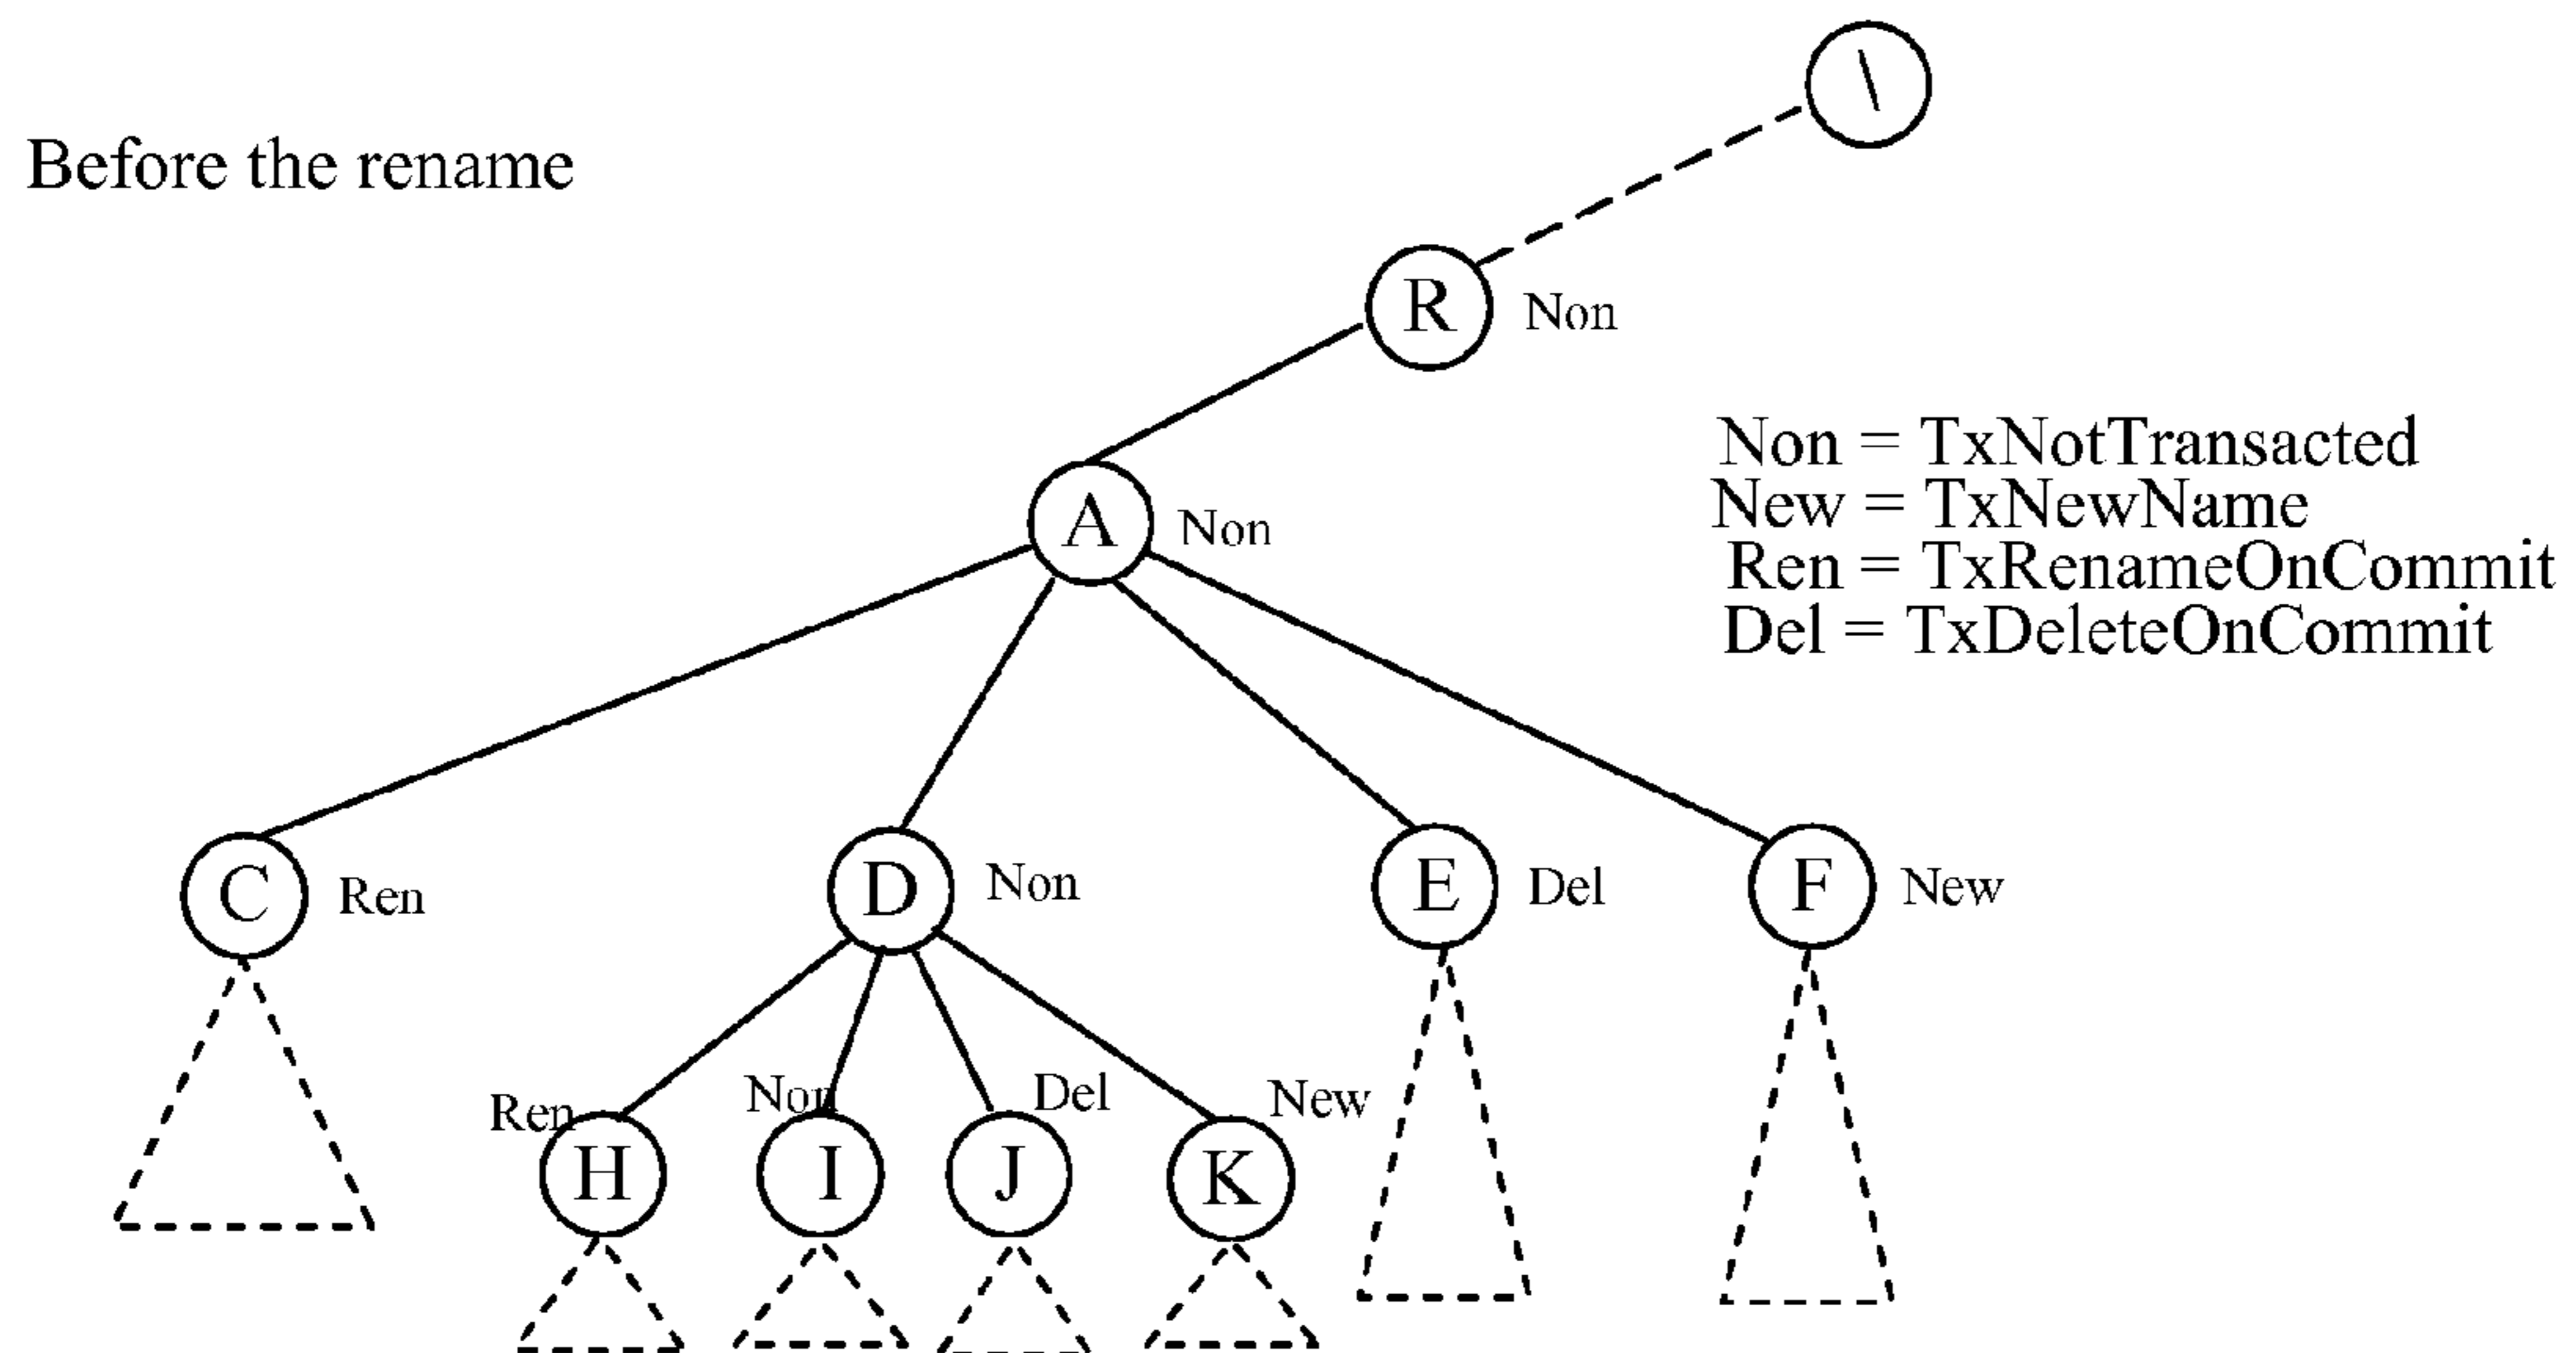 \
Before the rename
R Non
Non = TxNotTransacted
New = TxNewName
Ren = TxRenameOnCommit
Del = TxDeleteOnCommit
A Non
C Ren
D Non
E Del
F New
Ren
Non
Del
New
H
I
J
K